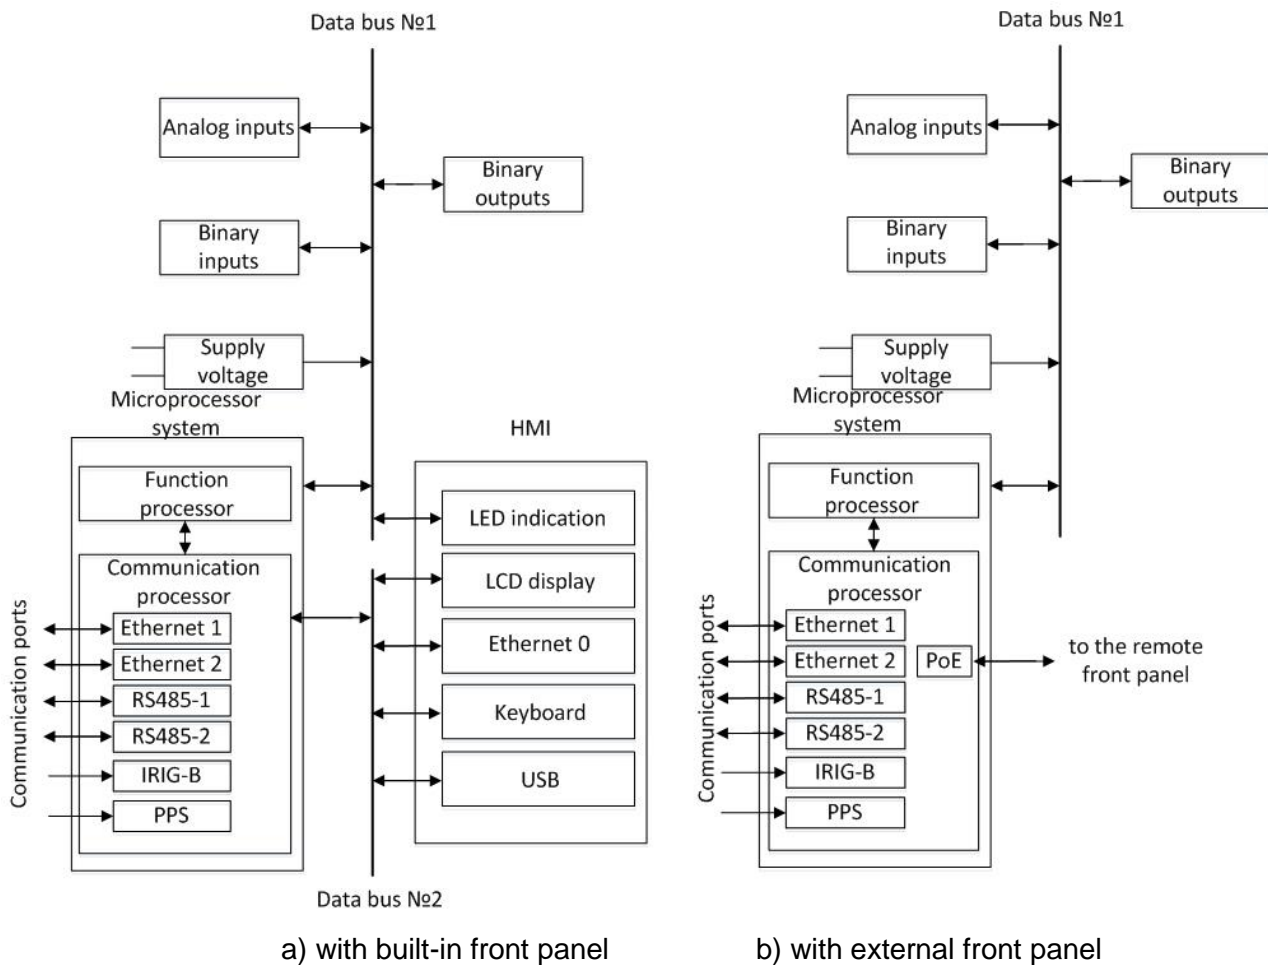 Data bus №1
Analog inputs
Binary
outputs
Binary
inputs
Supply
voltage
Microprocessor
system
HMI
Function
processor
LED indication
Communication
processor
LCD display
Communication ports
Ethernet 1
Ethernet 2
RS485-1
RS485-2
IRIG-B
PPS
Ethernet 0
Keyboard
USB
Data bus №2
a) with built-in front panel
Data bus №1
Analog inputs
Binary
outputs
Binary
inputs
Supply
voltage
Microprocessor
system
Function
processor
Communication
processor
Communication ports
Ethernet 1
Ethernet 2
PoE
to the remote
front panel
RS485-1
RS485-2
IRIG-B
PPS
b) with external front panel